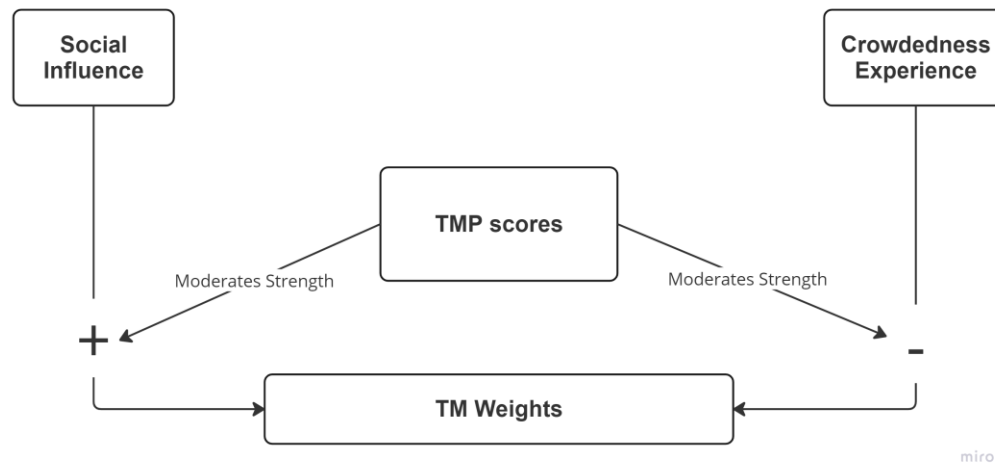 Social
Influence
Crowdedness
Experience
TMP scores
Moderates Strength
Moderates Strength
+
-
TM Weights
miro